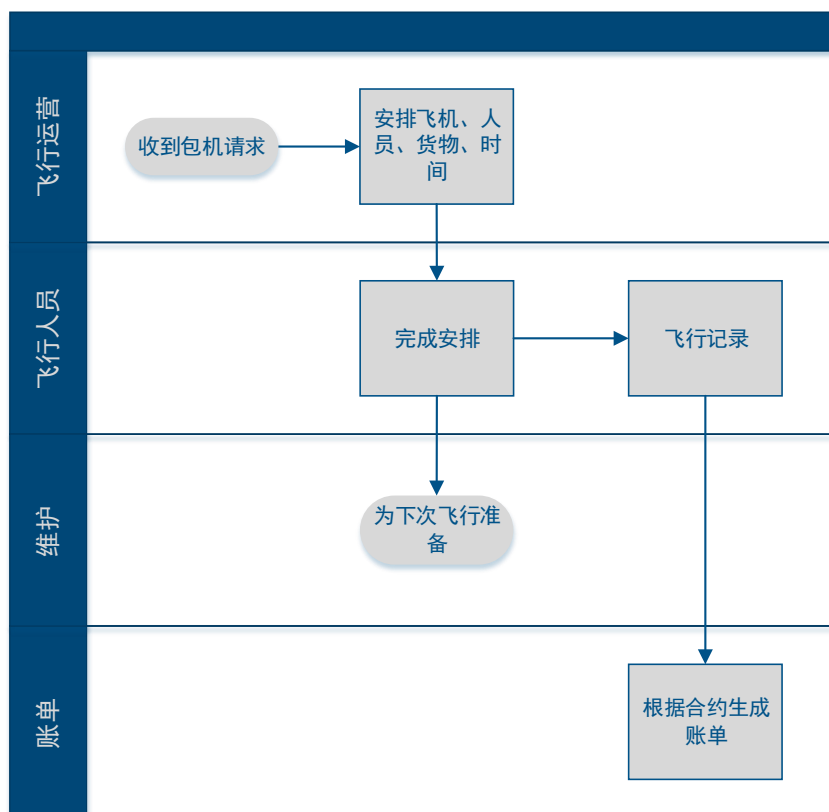 飞行运营
收到包机请求
安排飞机、人
员、货物、时
间
飞行人员
完成安排
飞行记录
维护
为下次飞行准
备
账单
根据合约生成
账单